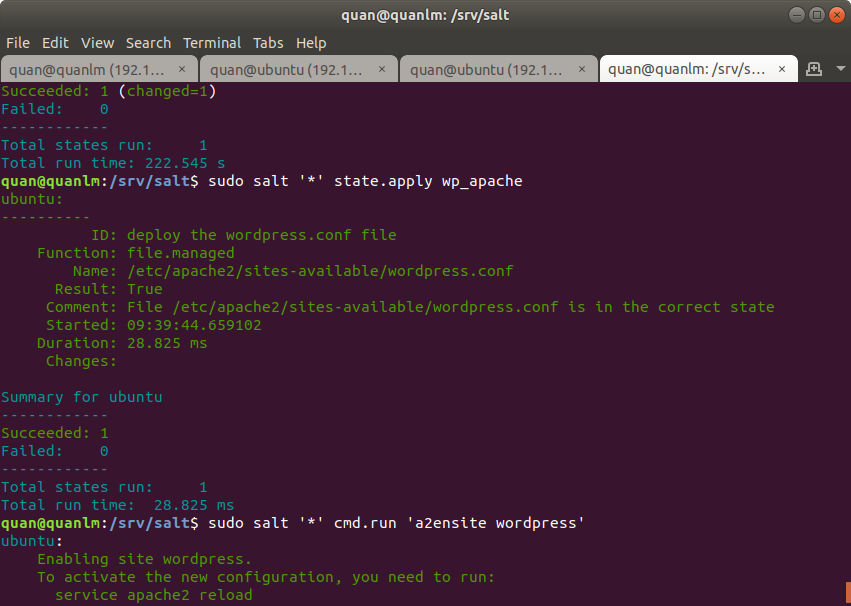 quan@quanlm: /srv/salt
File Edit View Search Terminal Tabs Help
quan@quanlm (192.1... × quan@ubuntu (192.1... × quan@ubuntu (192.1... × quan@quanlm: /srv/s... ×
Succeeded: 1 (changed=1)
Failed:    0
------------
Total states run:     1
Total run time: 222.545 s
quan@quanlm:/srv/salt$ sudo salt '*' state.apply wp_apache
ubuntu:
----------
          ID: deploy the wordpress.conf file
    Function: file.managed
        Name: /etc/apache2/sites-available/wordpress.conf
      Result: True
     Comment: File /etc/apache2/sites-available/wordpress.conf is in the correct state
     Started: 09:39:44.659102
    Duration: 28.825 ms
     Changes:
Summary for ubuntu
------------
Succeeded: 1
Failed:    0
------------
Total states run:     1
Total run time:  28.825 ms
quan@quanlm:/srv/salt$ sudo salt '*' cmd.run 'a2ensite wordpress'
ubuntu:
    Enabling site wordpress.
    To activate the new configuration, you need to run:
      service apache2 reload